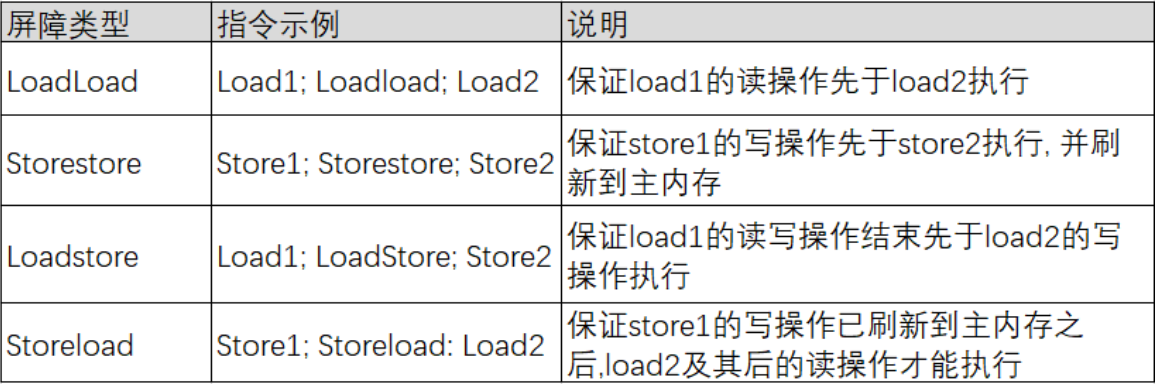 屏障类型 指令示例 说明
LoadLoad Load1; Loadload; Load2 保证load1的读操作先于load2执行
Storestore Store1; Storestore; Store2 保证store1的写操作先于store2执行, 并刷
新到主内存
Loadstore Load1; LoadStore; Store2 保证load1的读写操作结束先于load2的写
操作执行
Storeload Store1; Storeload: Load2 保证store1的写操作已刷新到主内存之
后,load2及其后的读操作才能执行